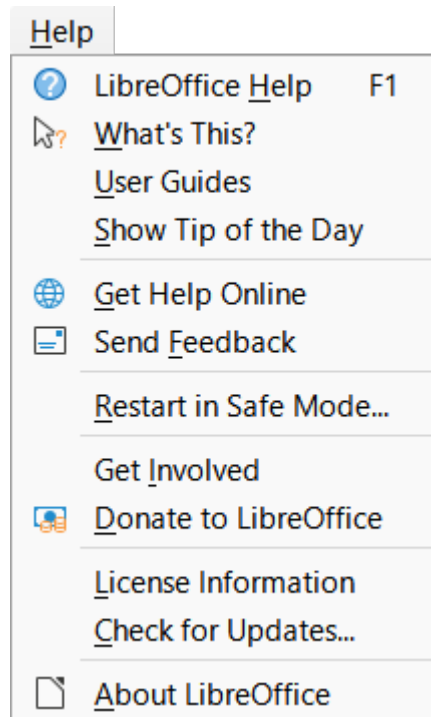 Help
LibreOffice Help F1
What's This?
User Guides
Show Tip of the Day
Get Help Online
Send Feedback
Restart in Safe Mode...
Get Involved
Donate to LibreOffice
License Information
Check for Updates...
About LibreOffice